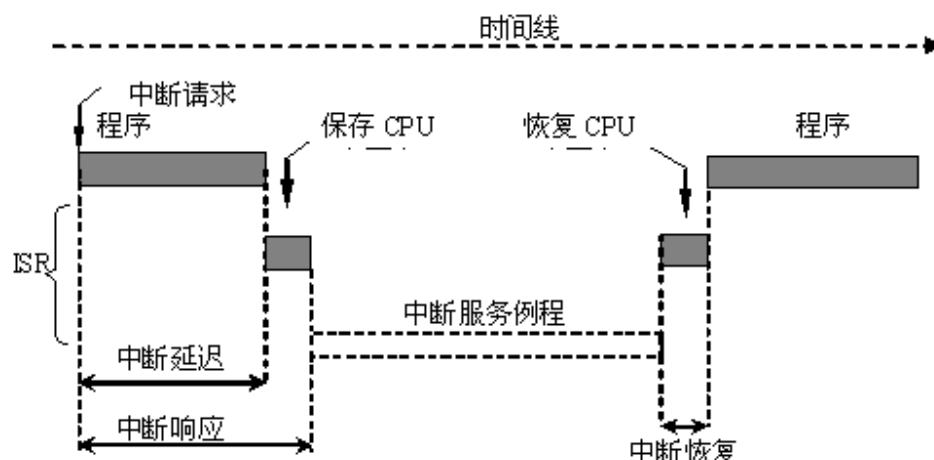 时间线
中断请求
程序
保存 CPU
恢复 CPU
程序
ISR
中断服务例程
中断延迟
中断响应
中断恢复